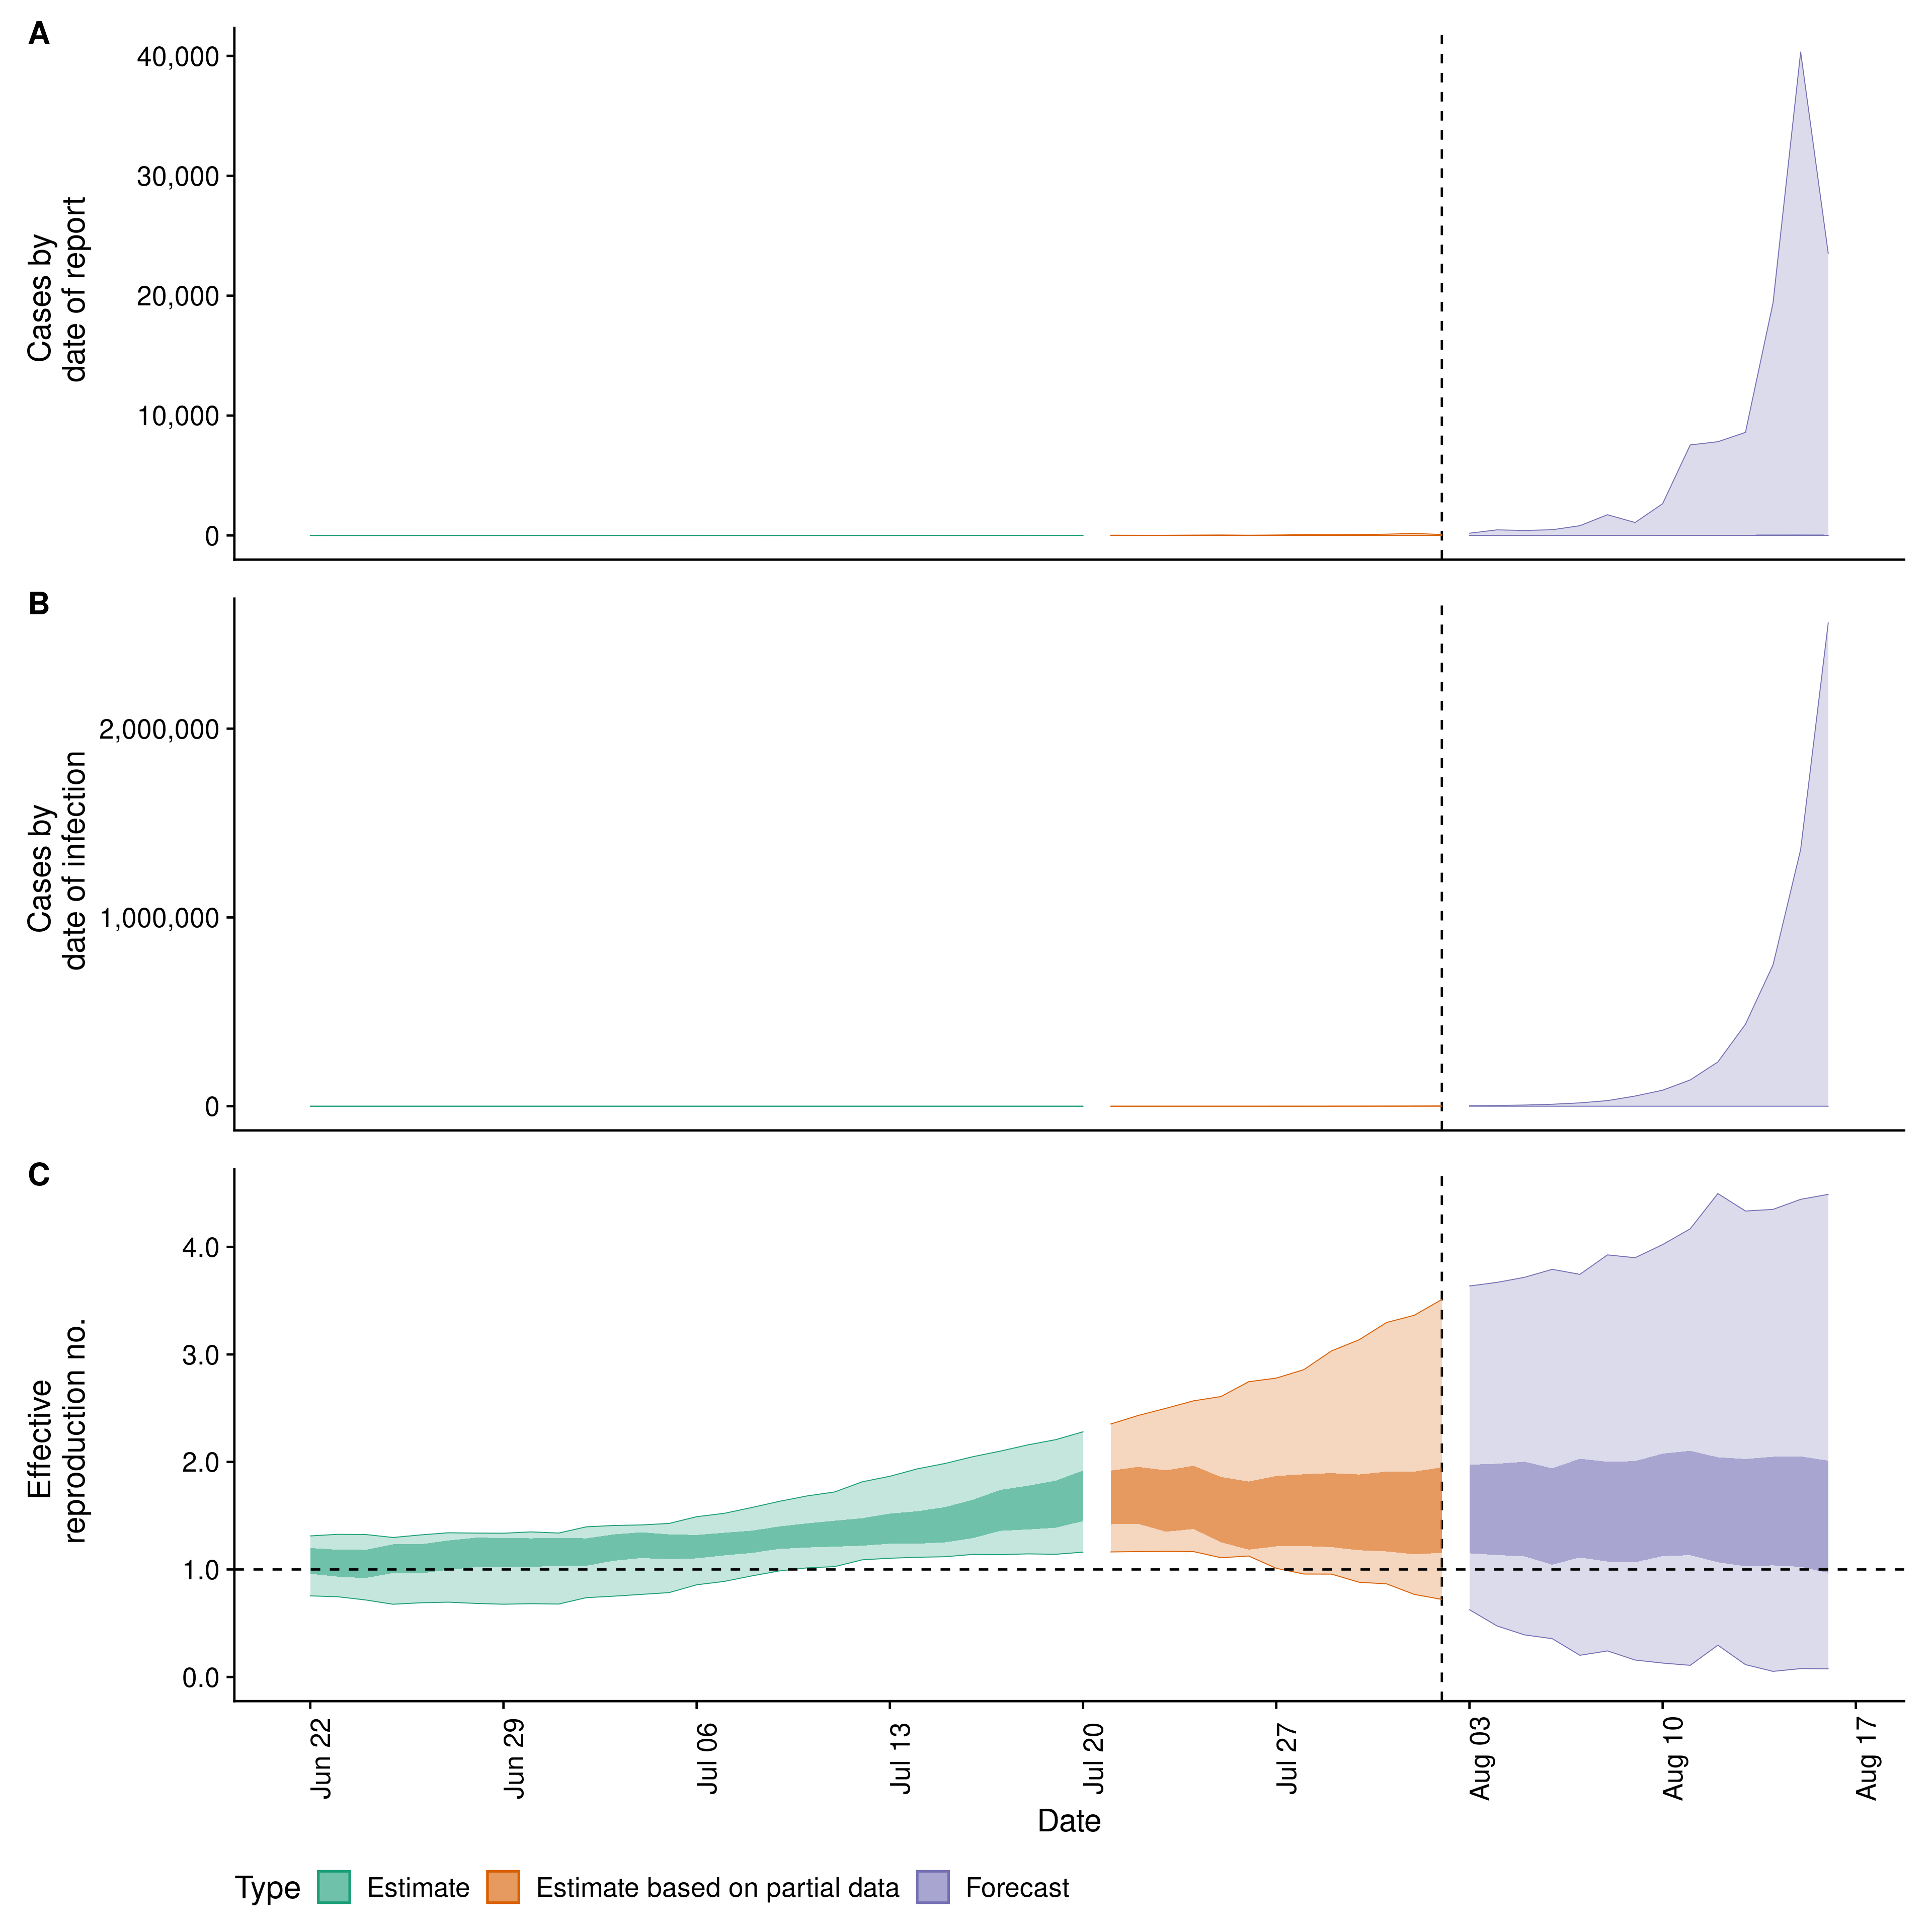 A
40,000
30,000
20,000
10,000
0
Cases by
date of report
B
2,000,000
1,000,000
0
Cases by
date of infection
C
4.0
3.0
2.0
1.0
0.0
Effective
reproduction no.
Jun 22
Jun 29
Jul 06
Jul 13
Jul 20
Jul 27
Aug 03
Aug 10
Aug 17
Date
Type Estimate Estimate based on partial data Forecast